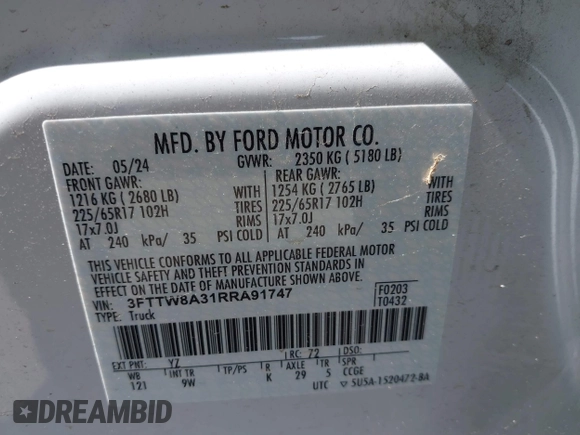 MFD. BY FORD MOTOR CO.
DATE: 05/24 GVWR: 2350 KG ( 5180 LB)
FRONT GAWR: REAR GAWR:
1216 KG ( 2680 LB) WITH 1254 KG ( 2765 LB) WITH
225/65R17 102H TIRES 225/65R17 102H TIRES
17x7.0J RIMS 17x7.0J RIMS
AT 240 kPa/ 35 PSI COLD AT 240 kPa/ 35 PSI COLD
THIS VEHICLE CONFORMS TO ALL APPLICABLE FEDERAL MOTOR
VEHICLE SAFETY AND THEFT PREVENTION STANDARDS IN
EFFECT ON THE DATE OF MANUFACTURE SHOWN ABOVE.
VIN: 3FTTW8A31RRA91747 F0203
TYPE: Truck T0432
EXT PNT: YZ RC: 72 DSO:
WB INT TR TP/PS R AXLE TR SPR
121 9W K 29 5 CCGE
UTC 5U5A-1520472-BA
DREAMBID